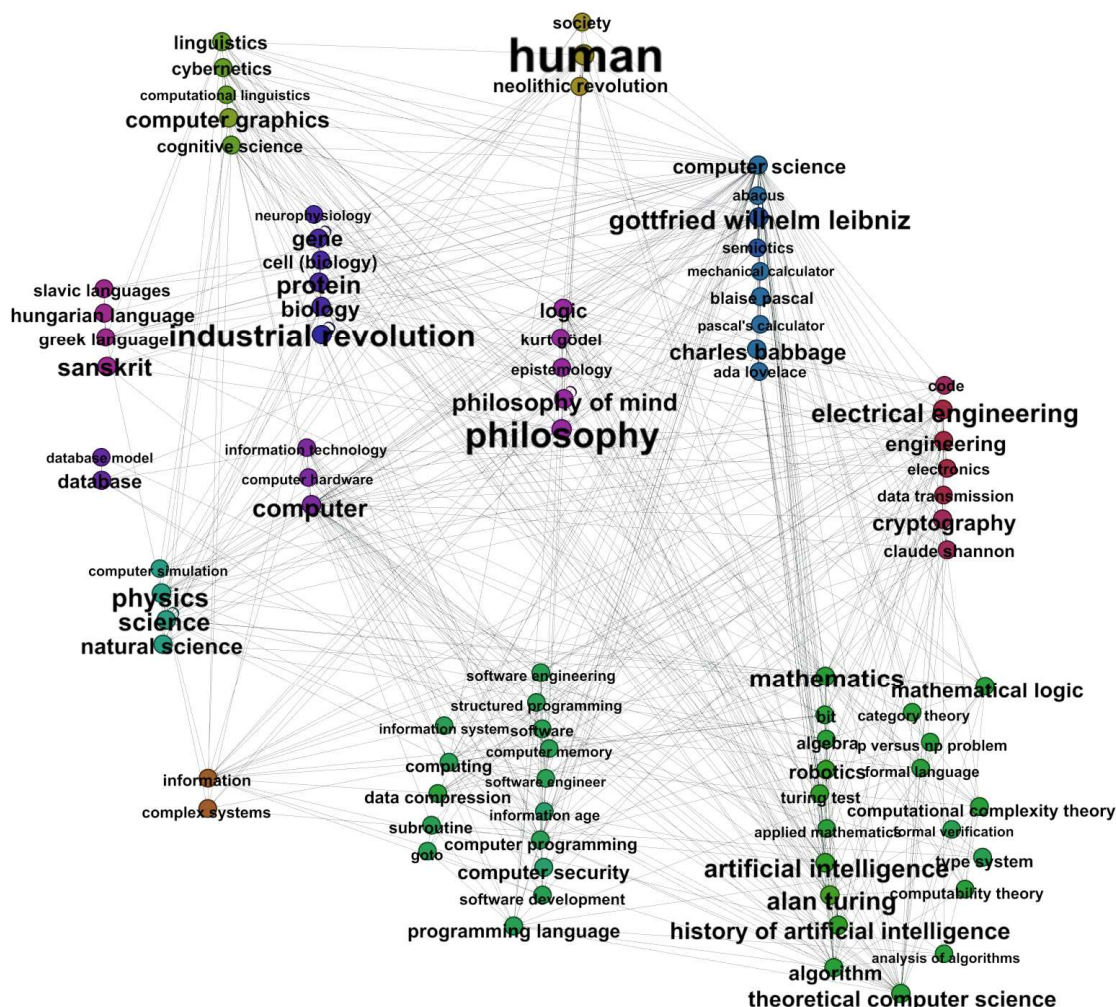 society
human
neolithic revolution
linguistics
cybernetics
computational linguistics
computer graphics
cognitive science
computer science
abacus
gottfried wilhelm leibniz
semiotics
mechanical calculator
blaise pascal
pascal's calculator
charles babbage
ada lovelace
neurophysiology
gene
cell (biology)
protein
biology
industrial revolution
slavic languages
hungarian language
greek language
sanskrit
logic
kurt gödel
epistemology
philosophy of mind
philosophy
code
electrical engineering
engineering
electronics
data transmission
cryptography
claude shannon
database model
database
information technology
computer hardware
computer
computer simulation
physics
science
natural science
information
complex systems
software engineering
structured programming
information system
software
computer memory
computing
software engineer
data compression
information age
subroutine
computer programming
goto
computer security
software development
programming language
mathematics
mathematical logic
bit
category theory
algebra
p versus np problem
robotics
formal language
turing test
computational complexity theory
applied mathematics
formal verification
artificial intelligence
type system
alan turing
computability theory
history of artificial intelligence
analysis of algorithms
algorithm
theoretical computer science